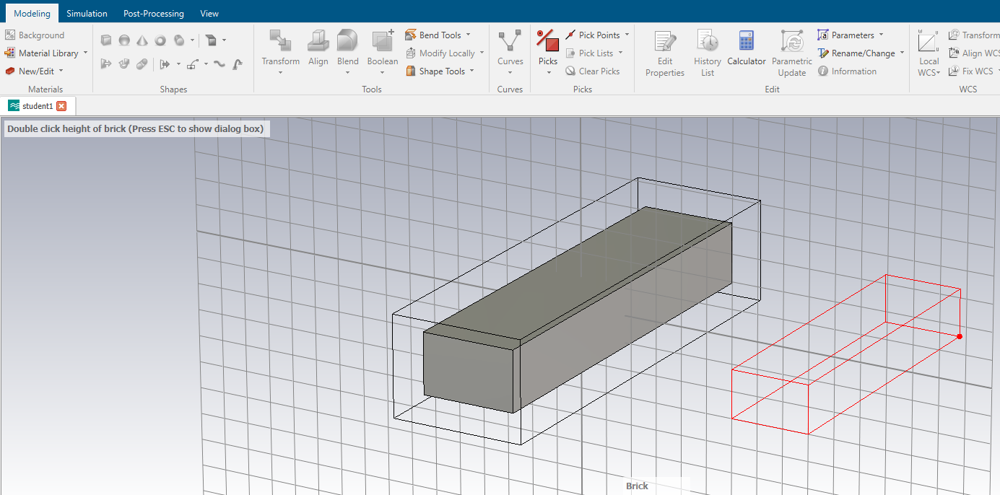 Modeling Simulation Post-Processing View
Background
Material Library
New/Edit
Materials
Shapes
Transform Align Blend Boolean
Bend Tools
Modify Locally
Shape Tools
Tools
Curves
Curves
Picks
Pick Points
Pick Lists
Clear Picks
Picks
Edit Properties
History List
Calculator
Parametric Update
Parameters
Rename/Change
Information
Edit
Local WCS
Transform
Align WCS
Fix WCS
WCS
student1
Double click height of brick (Press ESC to show dialog box)
Brick